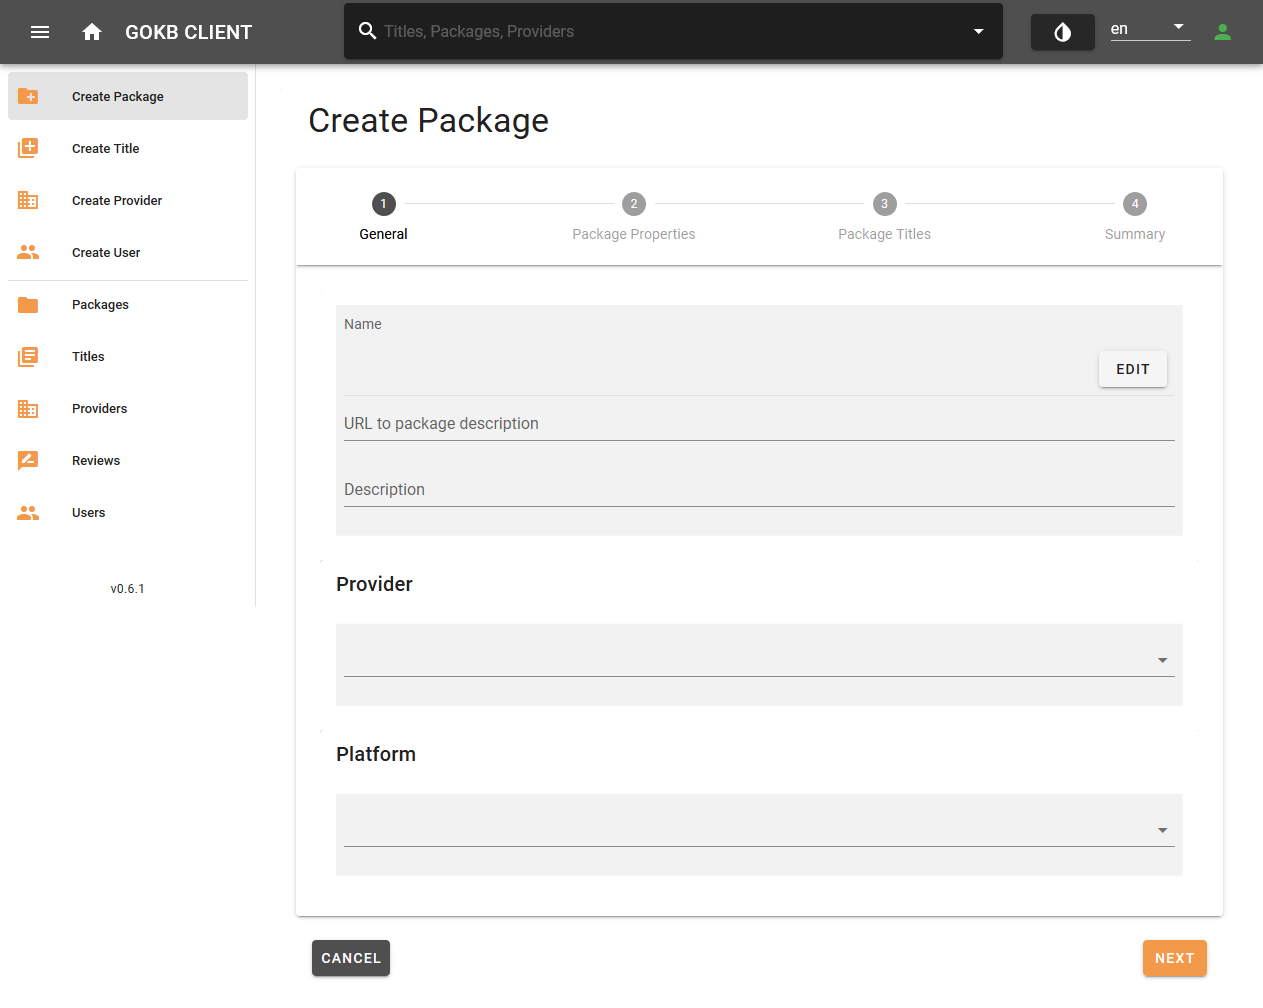 GOKB CLIENT
Titles, Packages, Providers
en
Create Package
Create Title
Create Provider
Create User
Packages
Titles
Providers
Reviews
Users
v0.6.1
Create Package
1
General
2
Package Properties
3
Package Titles
4
Summary
Name
EDIT
URL to package description
Description
Provider
Platform
CANCEL
NEXT